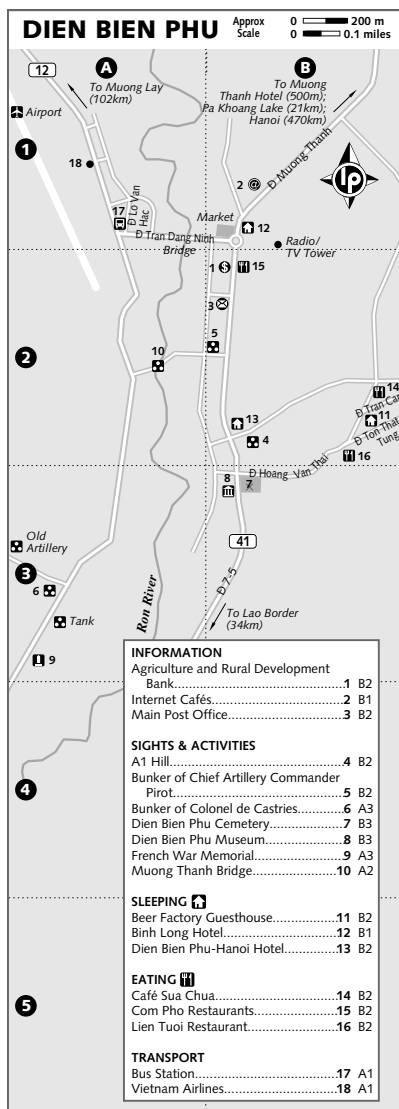 DIEN BIEN PHU
Approx
Scale
0 200 m
0 0.1 miles
12
A
To Muong Lay
(102km)
B
To Muong
Thanh Hotel (500m);
Pa Khoang Lake (21km);
Hanoi (470km)
Airport
1
18
2 @
Đ Muong Thanh
lp
17
Đ Lo Van
Hac
Market
12
Đ Tran Dang Ninh
Bridge
Radio/
TV Tower
1 $
15
3
5
2
10
14
Đ Tran Can
13
11
4
Đ Ton That
Tung
16
Đ Hoang Van Thai
8
7
41
Old
Artillery
3
6
Đ 7-5
Ron River
Tank
To Lao Border
(34km)
9
INFORMATION
Agriculture and Rural Development
Bank....................................1 B2
Internet Cafés............................2 B1
Main Post Office........................3 B2
SIGHTS & ACTIVITIES
A1 Hill.......................................4 B2
Bunker of Chief Artillery Commander
Pirot.....................................5 B2
Bunker of Colonel de Castries......6 A3
Dien Bien Phu Cemetery.............7 B3
Dien Bien Phu Museum...............8 B3
French War Memorial.................9 A3
Muong Thanh Bridge................10 A2
4
SLEEPING
Beer Factory Guesthouse...........11 B2
Binh Long Hotel.......................12 B1
Dien Bien Phu-Hanoi Hotel........13 B2
EATING
Café Sua Chua.........................14 B2
Com Pho Restaurants................15 B2
Lien Tuoi Restaurant.................16 B2
5
TRANSPORT
Bus Station..............................17 A1
Vietnam Airlines.......................18 A1